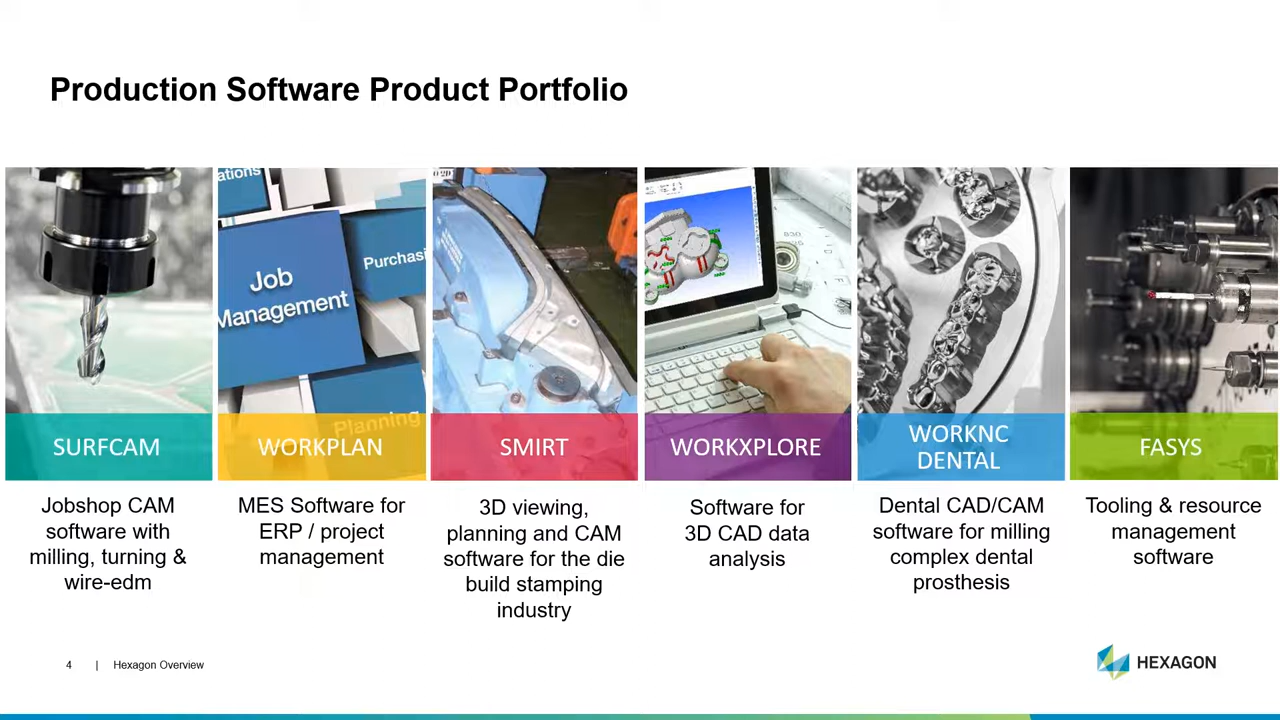 Production Software Product Portfolio
ations
Job
Management
Purchasi
Planning
SURFCAM
WORKPLAN
SMIRT
WORKXPLORE
WORKNC
DENTAL
FASYS
Jobshop CAM
software with
milling, turning &
wire-edm
MES Software for
ERP / project
management
3D viewing,
planning and CAM
software for the die
build stamping
industry
Software for
3D CAD data
analysis
Dental CAD/CAM
software for milling
complex dental
prosthesis
Tooling & resource
management
software
4 | Hexagon Overview
HEXAGON